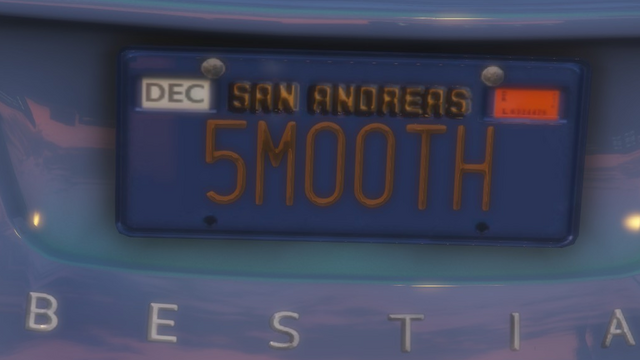 DEC SAN ANDREAS
5MOOTH
BESTIA